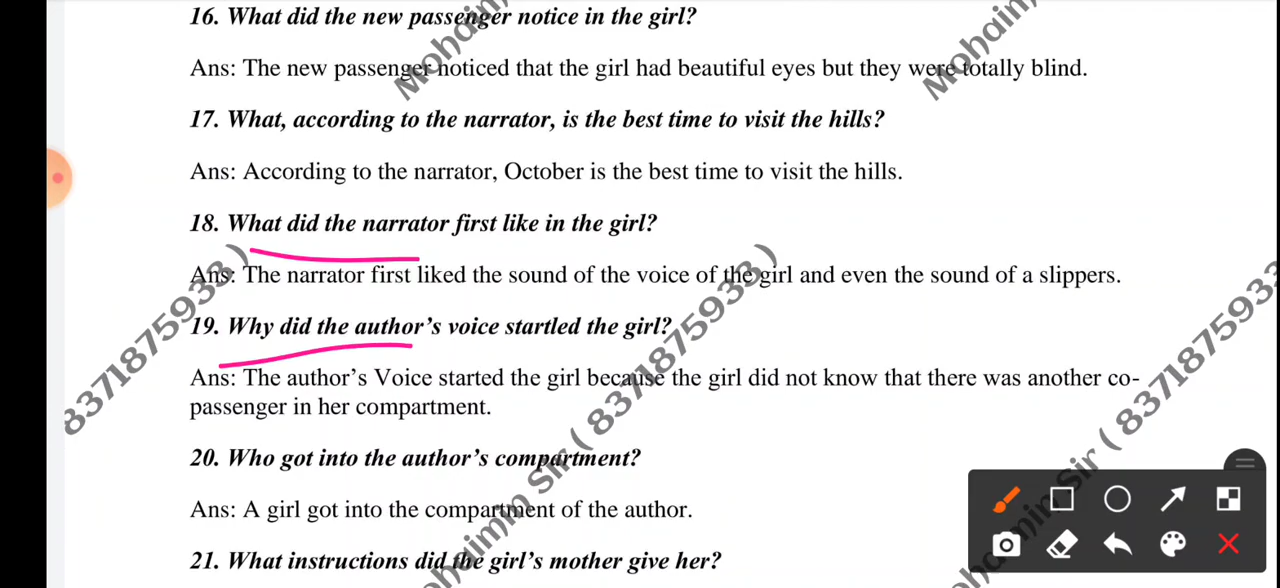 16. What did the new passenger notice in the girl?
Ans: The new passenger noticed that the girl had beautiful eyes but they were totally blind.
17. What, according to the narrator, is the best time to visit the hills?
Ans: According to the narrator, October is the best time to visit the hills.
18. What did the narrator first like in the girl?
Ans: The narrator first liked the sound of the voice of the girl and even the sound of a slippers.
19. Why did the author's voice startled the girl?
Ans: The author's Voice started the girl because the girl did not know that there was another co-
passenger in her compartment.
20. Who got into the author's compartment?
Ans: A girl got into the compartment of the author.
21. What instructions did the girl's mother give her?
8371875933 )
Sir ( 8371875933 )
Sir ( 837187593